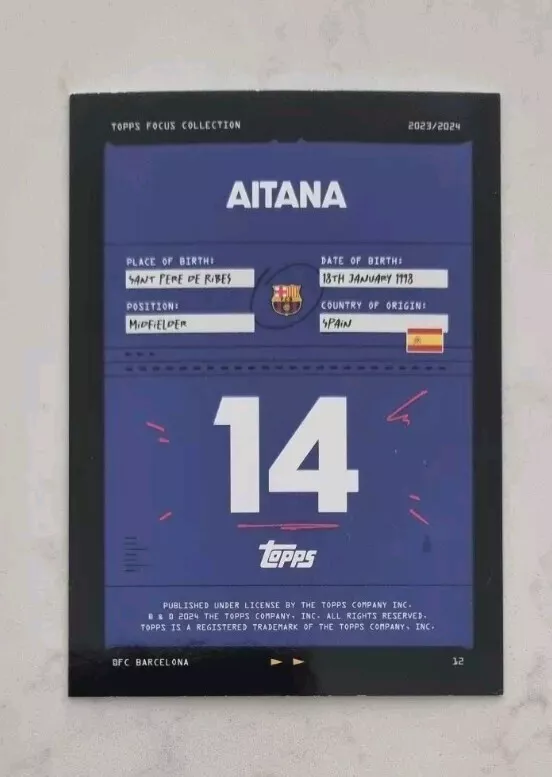 TOPPS FOCUS COLLECTION 2023/2024
AITANA
PLACE OF BIRTH: DATE OF BIRTH:
SANT PERE DE RIBES 18TH JANUARY 1998
POSITION: COUNTRY OF ORIGIN:
MIDFIELDER SPAIN
14
topps
PUBLISHED UNDER LICENSE BY THE TOPPS COMPANY INC.
® & © 2024 THE TOPPS COMPANY, INC. ALL RIGHTS RESERVED.
TOPPS IS A REGISTERED TRADEMARK OF THE TOPPS COMPANY, INC.
@FC BARCELONA 12